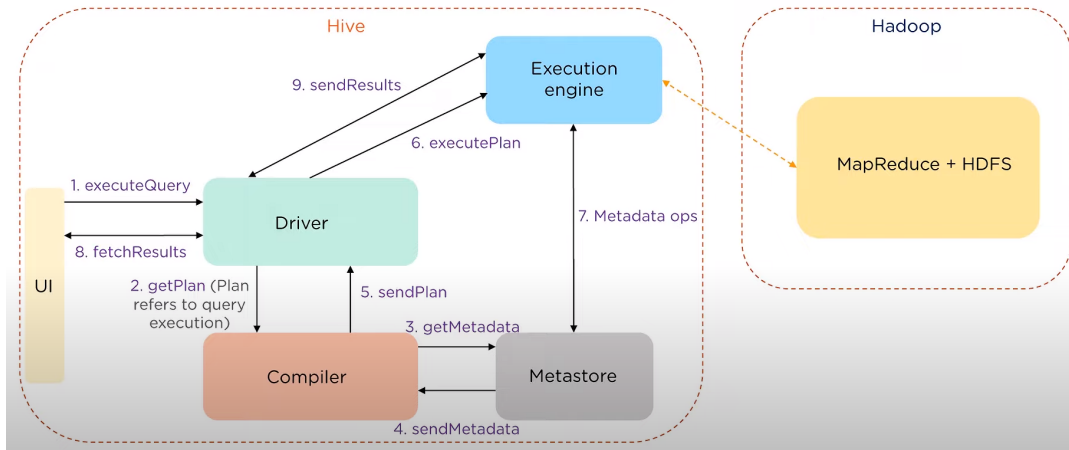 Hive
Hadoop
Execution
engine
9. sendResults
6. executePlan
MapReduce + HDFS
1. executeQuery
Driver
7. Metadata ops
8. fetchResults
UI
2. getPlan (Plan
refers to query
execution)
5. sendPlan
3. getMetadata
Compiler
Metastore
4. sendMetadata